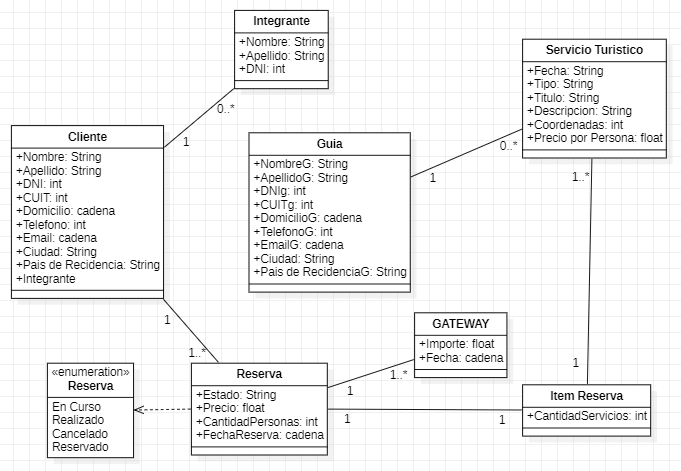 Integrante
+Nombre: String
+Apellido: String
+DNI: int
0..*
1
Servicio Turistico
+Fecha: String
+Tipo: String
+Titulo: String
+Descripcion: String
+Coordenadas: int
+Precio por Persona: float
0..*
1..*
Cliente
+Nombre: String
+Apellido: String
+DNI: int
+CUIT: int
+Domicilio: cadena
+Telefono: int
+Email: cadena
+Ciudad: String
+Pais de Recidencia: String
+Integrante
1
1..*
Guia
+NombreG: String
+ApellidoG: String
+DNIg: int
+CUITg: int
+DomicilioG: cadena
+TelefonoG: int
+EmailG: cadena
+Ciudad: String
+Pais de RecidenciaG: String
1
GATEWAY
+Importe: float
+Fecha: cadena
1..*
1
«enumeration»
Reserva
En Curso
Realizado
Cancelado
Reservado
Reserva
+Estado: String
+Precio: float
+CantidadPersonas: int
+FechaReserva: cadena
1
1
1
Item Reserva
+CantidadServicios: int